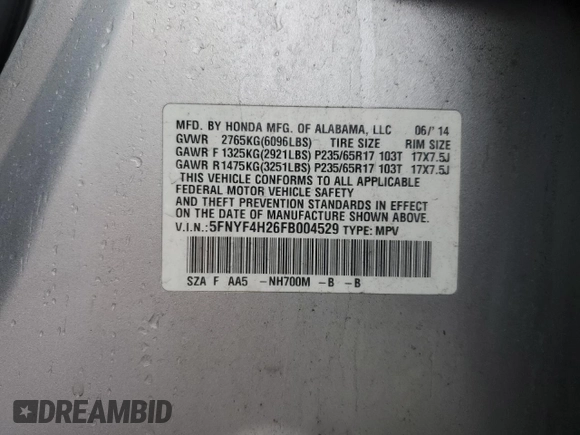 MFD. BY HONDA MFG. OF ALABAMA, LLC 06/'14
GVWR 2765KG(6096LBS) TIRE SIZE RIM SIZE
GAWR F 1325KG(2921LBS) P235/65R17 103T 17X7.5J
GAWR R1475KG(3251LBS) P235/65R17 103T 17X7.5J
THIS VEHICLE CONFORMS TO ALL APPLICABLE
FEDERAL MOTOR VEHICLE SAFETY
AND THEFT PREVENTION STANDARDS IN EFFECT
ON THE DATE OF MANUFACTURE SHOWN ABOVE.
V.I.N.:5FNYF4H26FB004529 TYPE: MPV
SZA F AA5 -NH700M -B -B
DREAMBID